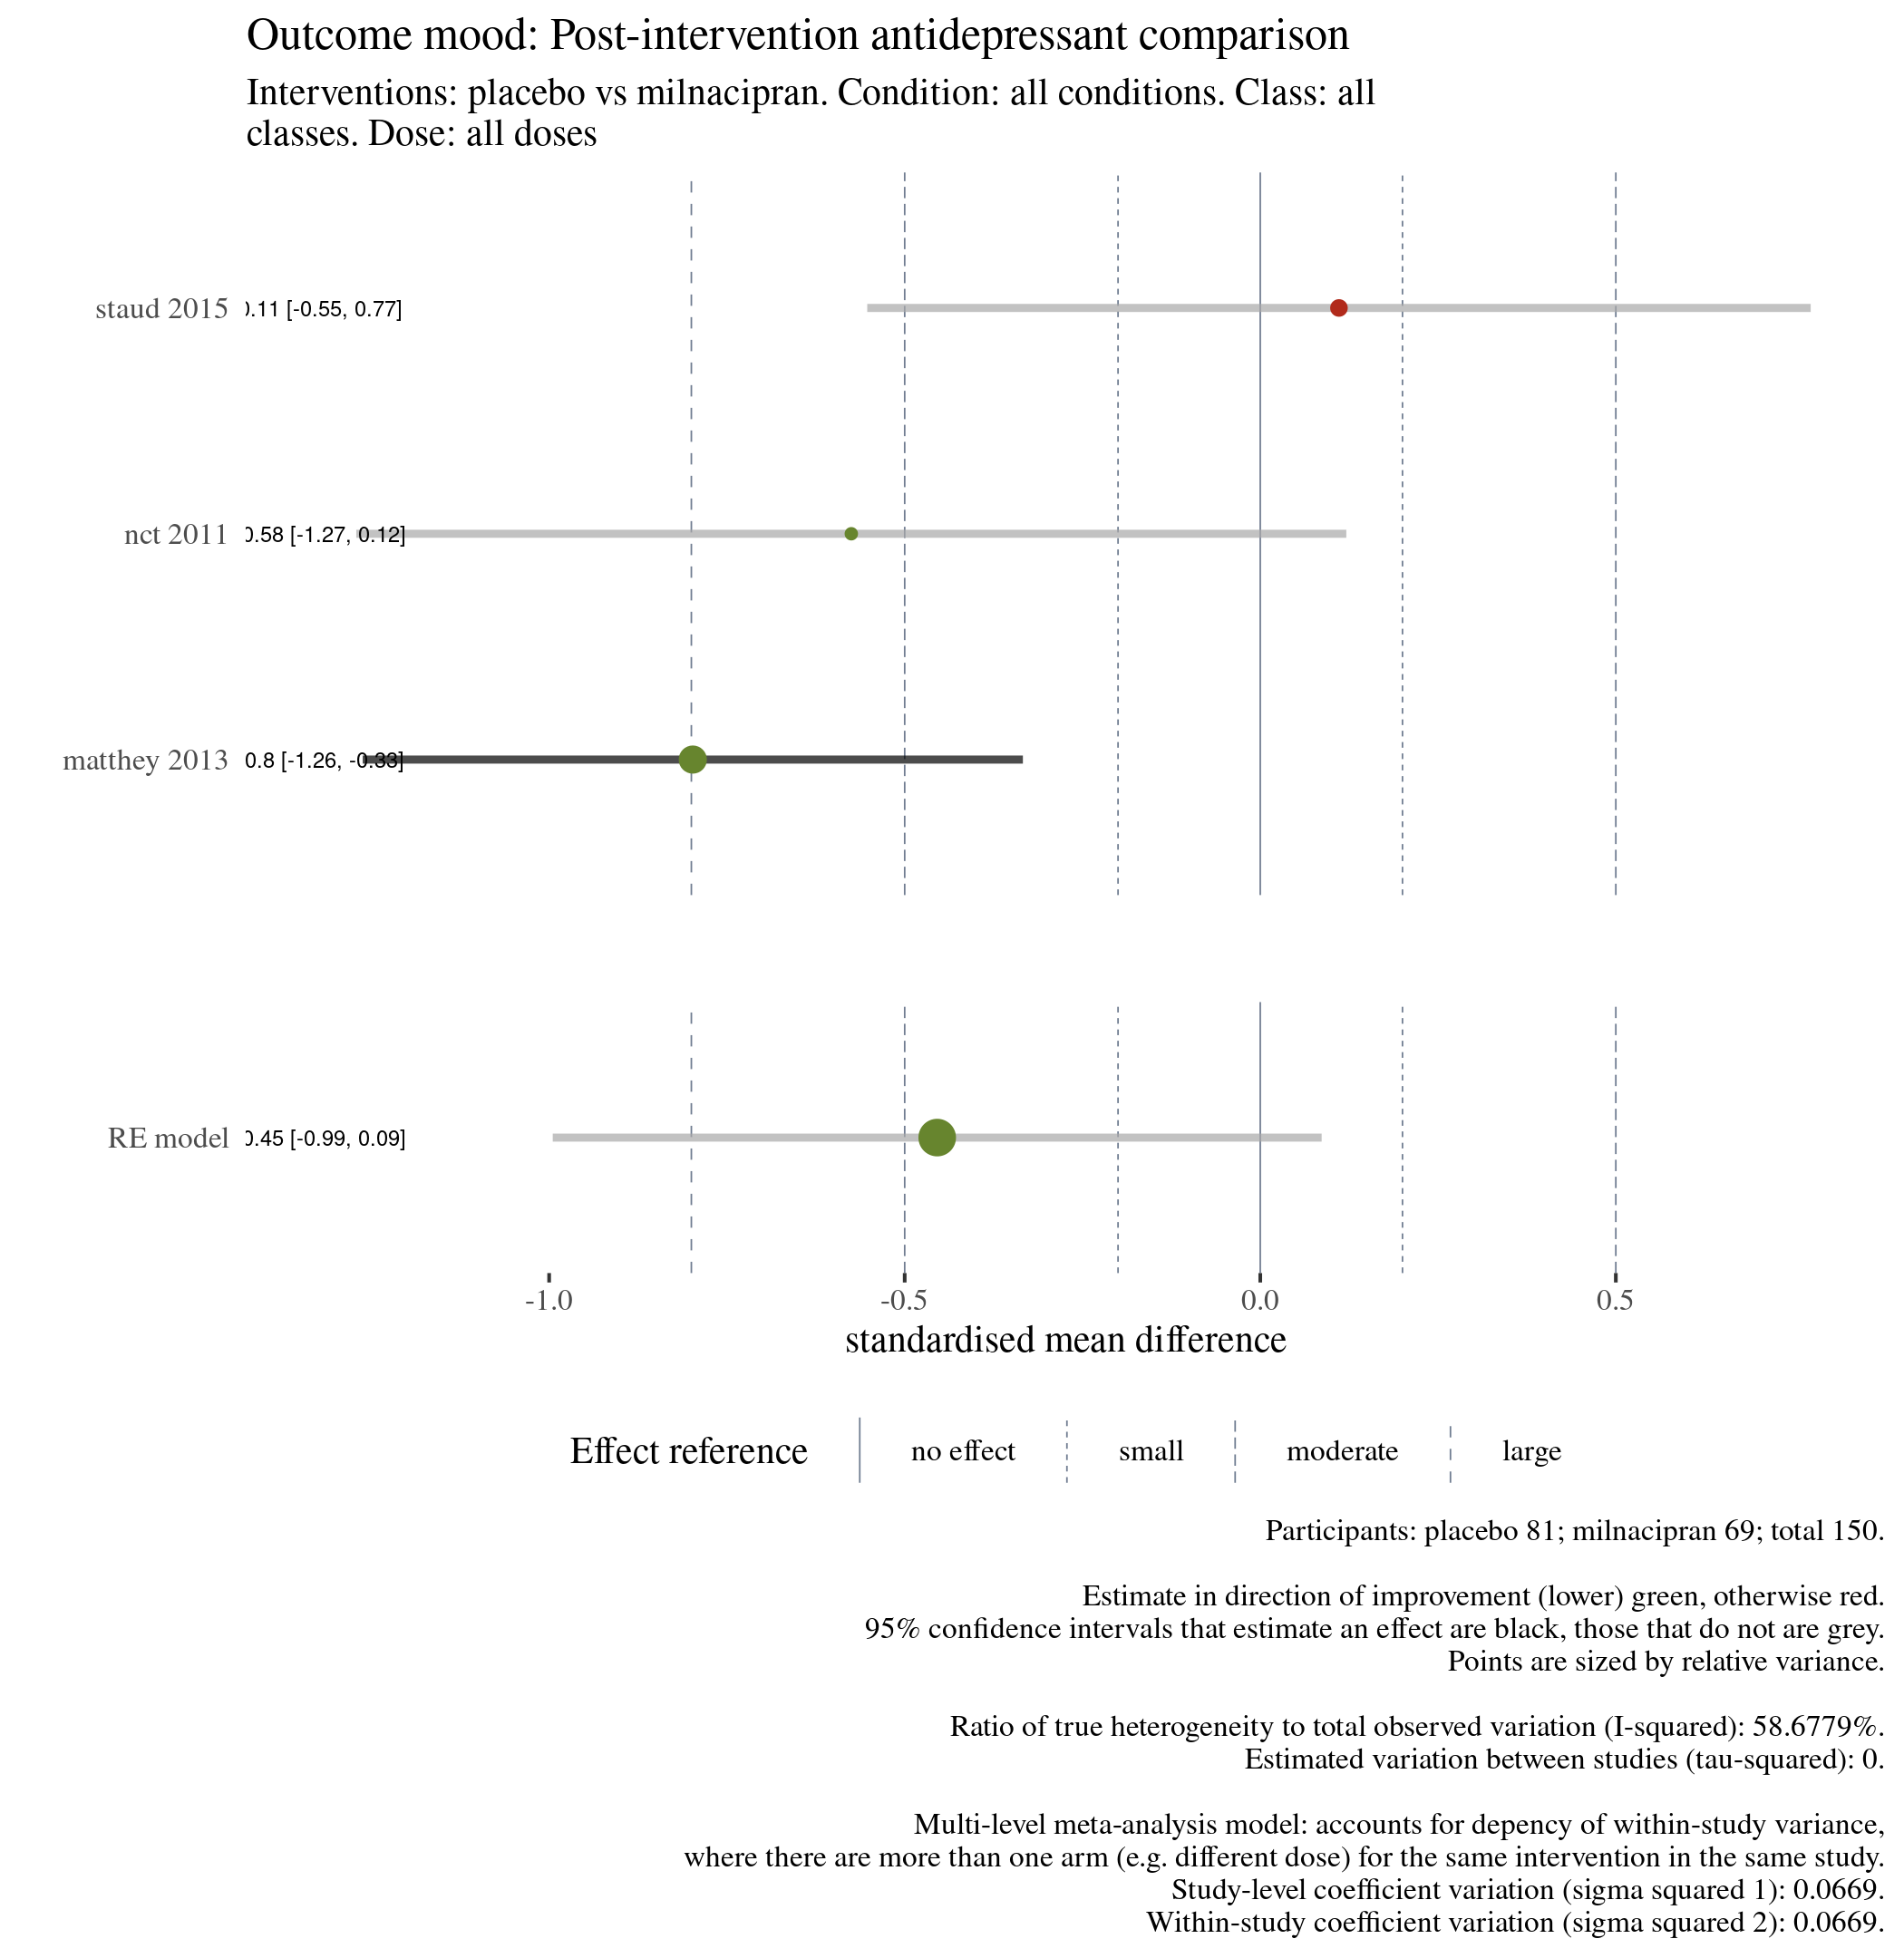 Outcome mood: Post-intervention antidepressant comparison
Interventions: placebo vs milnacipran. Condition: all conditions. Class: all
classes. Dose: all doses
staud 2015 .11 [-0.55, 0.77]
nct 2011 0.58 [-1.27, 0.12]
matthey 2013 0.8 [-1.26, -0.33]
RE model 0.45 [-0.99, 0.09]
-1.0 -0.5 0.0 0.5
standardised mean difference
Effect reference no effect small moderate large
Participants: placebo 81; milnacipran 69; total 150.
Estimate in direction of improvement (lower) green, otherwise red.
95% confidence intervals that estimate an effect are black, those that do not are grey.
Points are sized by relative variance.
Ratio of true heterogeneity to total observed variation (I-squared): 58.6779%.
Estimated variation between studies (tau-squared): 0.
Multi-level meta-analysis model: accounts for depency of within-study variance,
where there are more than one arm (e.g. different dose) for the same intervention in the same study.
Study-level coefficient variation (sigma squared 1): 0.0669.
Within-study coefficient variation (sigma squared 2): 0.0669.